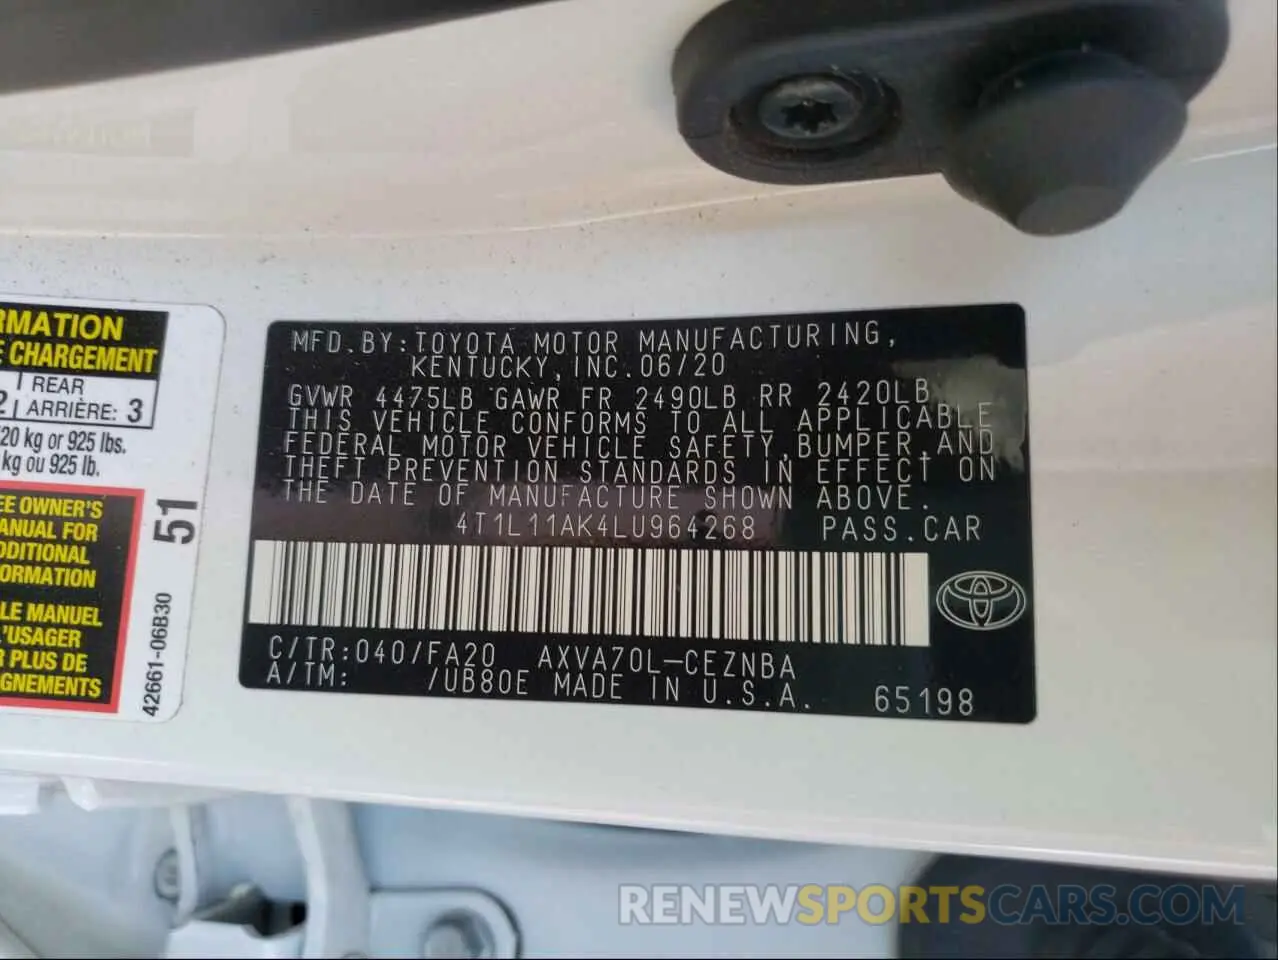 RMATION
E CHARGEMENT
REAR
ARRIÈRE: 3
20 kg or 925 lbs.
kg ou 925 lb.
EE OWNER'S
ANUAL FOR
DDITIONAL
FORMATION
LE MANUEL
L'USAGER
R PLUS DE
GNEMENTS
51
42661-06B30
MFD.BY:TOYOTA MOTOR MANUFACTURING,
KENTUCKY,INC.06/20
GVWR 4475LB GAWR FR 2490LB RR 2420LB
THIS VEHICLE CONFORMS TO ALL APPLICABLE
FEDERAL MOTOR VEHICLE SAFETY,BUMPER,AND
THEFT PREVENTION STANDARDS IN EFFECT ON
THE DATE OF MANUFACTURE SHOWN ABOVE.
4T1L11AK4LU964268 PASS.CAR
C/TR:040/FA20 AXVA70L-CEZNBA
A/TM: /UB80E MADE IN U.S.A. 65198
RENEWSPORTSCARS.COM